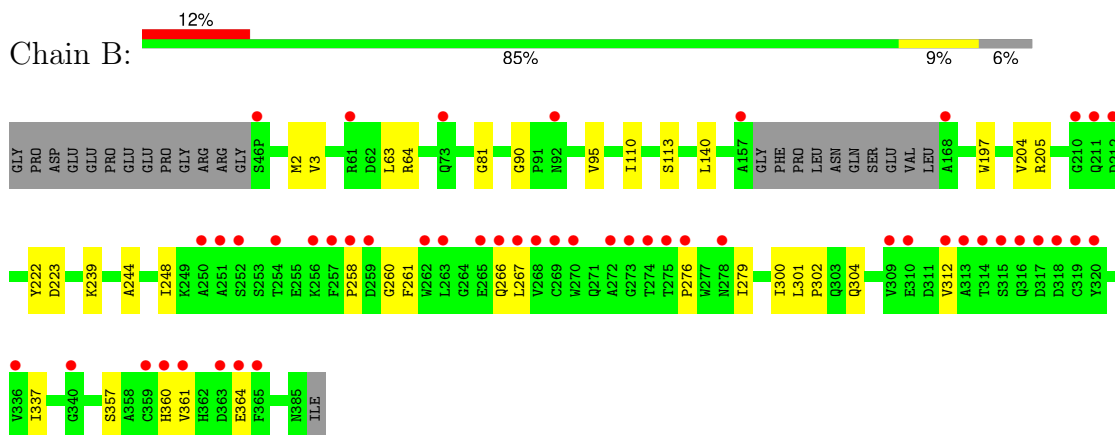 12%
Chain B:
85% 9% 6%
GLY PRO ASP GLU GLU PRO GLU GLU PRO GLY ARG ARG GLY S46P M2 V3 R61 D62 L63 R64 Q73 G81 G90 P91 N92 V95 I110 S113 L140 A157 GLY PHE PRO LEU ASN GLN SER GLU VAL LEU A168 W197 V204 R205 G210 Q211
Y222 D223 K239 A244 I248 K249 A250 A251 S252 S253 T254 E255 K256 F257 P258 D259 G260 F261 W262 L263 G264 E265 Q266 L267 V268 C269 W270 Q271 A272 G273 T274 T275 P276 W277 N278 I279 I300 L301 P302 Q303 Q304 V309 E310 D311 V312 A313 T314 S315 Q316 D317 D318 C319 Y320
V336 I337 G340 S357 A358 C359 H360 V361 H362 D363 E364 F365 N385 ILE